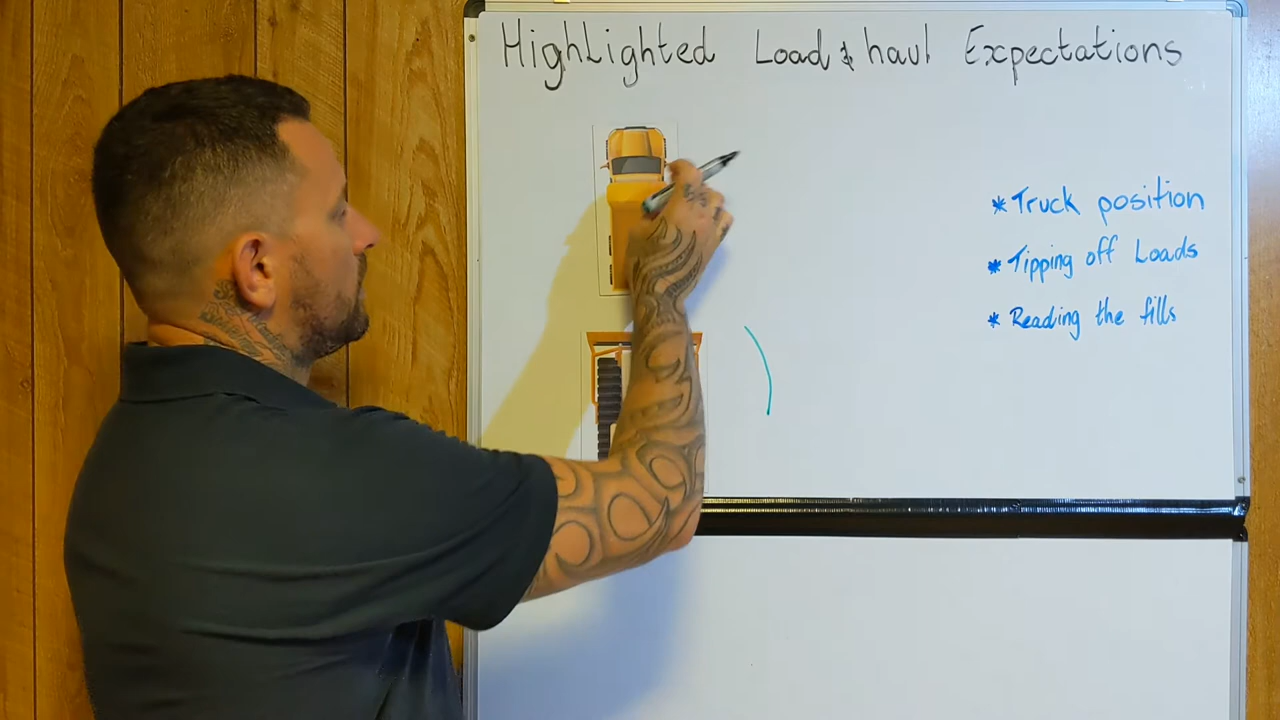 Highlighted Load & haul Expectations
* Truck position
* Tipping off Loads
* Reading the fills